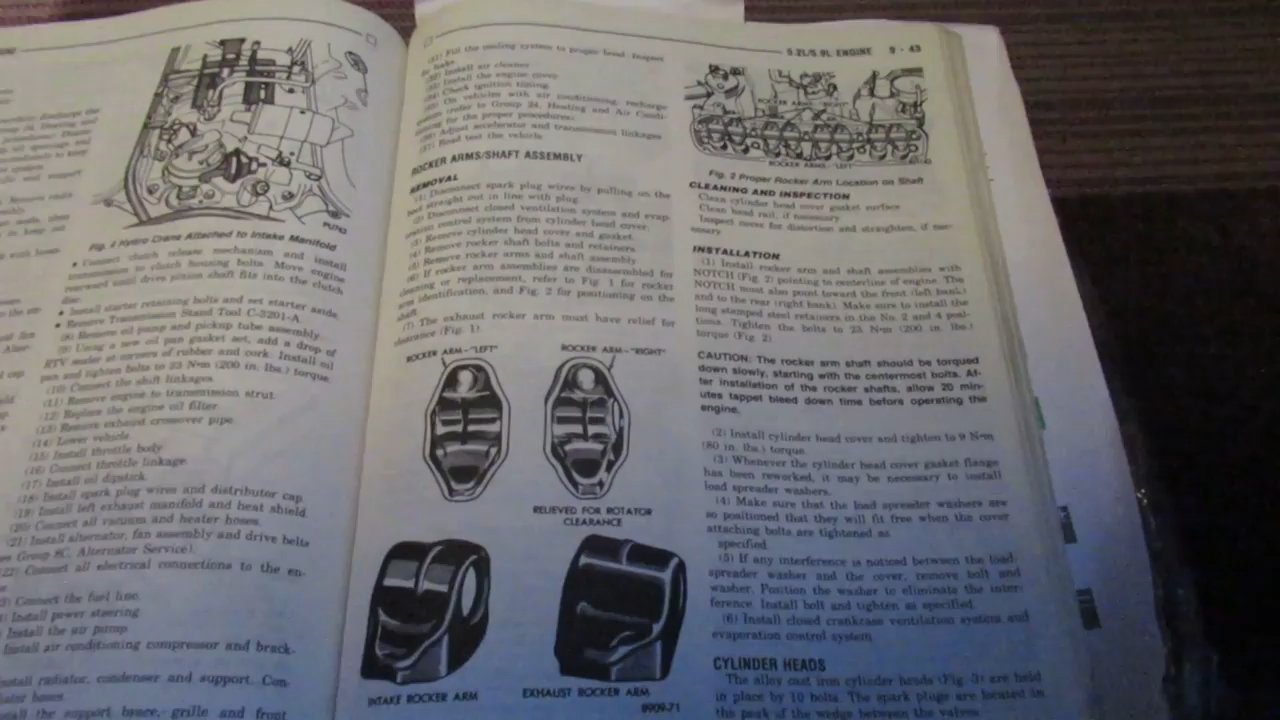 Fig. 4 Hydro Crane Attached to Intake Manifold
• Connect clutch release mechanism and install
transmission to clutch housing bolts. Move engine
rearward until drive pinion shaft fits into the clutch
disc.
• Install starter retaining bolts and set starter aside.
• Remove Transmission Stand Tool C-3201-A.
(8) Remove oil pump and pickup tube assembly.
(9) Using a new oil pan gasket set, add a drop of
RTV sealer at corners of rubber and cork. Install oil
pan and tighten bolts to 23 N•m (200 in. lbs.) torque.
(10) Connect the shift linkages.
(11) Remove engine to transmission strut.
(12) Replace the engine oil filter.
(13) Remove exhaust crossover pipe.
(14) Lower vehicle.
(15) Install throttle body
(16) Connect throttle linkage.
(17) Install oil dipstick.
(18) Install spark plug wires and distributor cap.
(19) Install left exhaust manifold and heat shield.
(20) Connect all vacuum and heater hoses.
(21) Install alternator, fan assembly and drive belts
Group 8C, Alternator Service).
(22) Connect all electrical connections to the en-
Connect the fuel line.
Install power steering
Install the air pump
Install air conditioning compressor and brack-
Install radiator, condenser and support. Con-
hoses.
the support brace, grille and front
5.2L/5.9L ENGINE 9 - 43
Fill the cooling system to proper level. Inspect
Install air cleaner
Install the engine cover
Check ignition timing
On vehicles with air conditioning, recharge
(refer to Group 24, Heating and Air Condi-
for the proper procedures)
Adjust accelerator and transmission linkages
(37) Road test the vehicle
ROCKER ARMS/SHAFT ASSEMBLY
REMOVAL
(1) Disconnect spark plug wires by pulling on the
boot straight out in line with plug.
(2) Disconnect closed ventilation system and evap-
oration control system from cylinder head cover.
(3) Remove cylinder head cover and gasket.
(4) Remove rocker shaft bolts and retainers.
(5) Remove rocker arms and shaft assembly.
(6) If rocker arm assemblies are disassembled for
cleaning or replacement, refer to Fig. 1 for rocker
arm identification, and Fig. 2 for positioning on the
shaft.
(7) The exhaust rocker arm must have relief for
clearance (Fig. 1).
ROCKER ARM-"LEFT"
ROCKER ARM-"RIGHT"
RELIEVED FOR ROTATOR
CLEARANCE
INTAKE ROCKER ARM
EXHAUST ROCKER ARM
8909-71
ROCKER ARMS-"RIGHT"
ROCKER ARMS-"LEFT"
Fig. 2 Proper Rocker Arm Location on Shaft
CLEANING AND INSPECTION
Clean cylinder head cover gasket surface
Clean head rail, if necessary
Inspect cover for distortion and straighten, if nec-
essary.
INSTALLATION
(1) Install rocker arm and shaft assemblies with
NOTCH (Fig. 2) pointing to centerline of engine. The
NOTCH must also point toward the front (left bank)
and to the rear (right bank). Make sure to install the
long stamped steel retainers in the No. 2 and 4 posi-
tions. Tighten the bolts to 23 N•m (200 in. lbs.)
torque (Fig. 2)
CAUTION: The rocker arm shaft should be torqued
down slowly, starting with the centermost bolts. Af-
ter installation of the rocker shafts, allow 20 min-
utes tappet bleed down time before operating the
engine.
(2) Install cylinder head cover and tighten to 9 N•m
(80 in. lbs.) torque.
(3) Whenever the cylinder head cover gasket flange
has been reworked, it may be necessary to install
load spreader washers.
(4) Make sure that the load spreader washers are
so positioned that they will fit free when the cover
attaching bolts are tightened as
specified.
(5) If any interference is noticed between the load-
spreader washer and the cover, remove bolt and
washer. Position the washer to eliminate the inter-
ference. Install bolt and tighten as specified.
(6) Install closed crankcase ventilation system and
evaporation control system
CYLINDER HEADS
The alloy cast iron cylinder heads (Fig. 3) are held
in place by 10 bolts. The spark plugs are located in
the peak of the wedge between the valves.